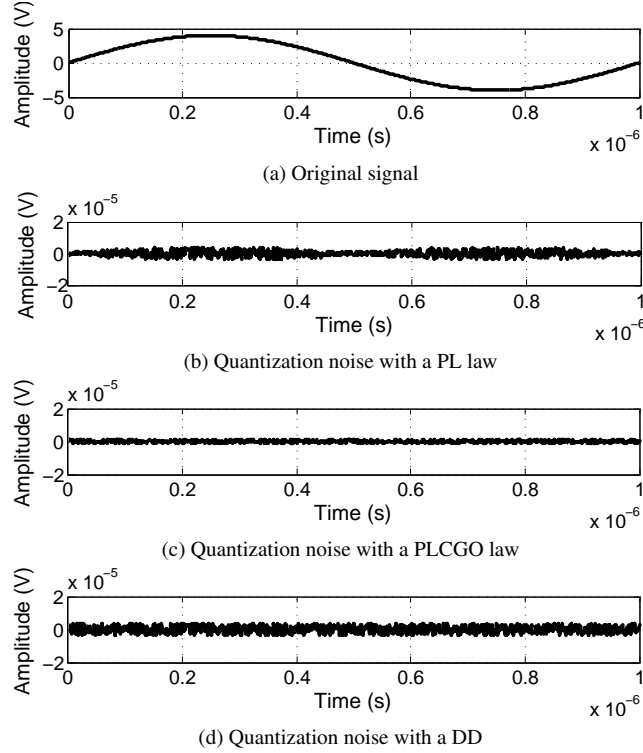 Amplitude (V)
5
0
−5
0 0.2 0.4 0.6 0.8 1
Time (s)
x 10⁻⁶
(a) Original signal
x 10⁻⁵
Amplitude (V)
2
0
−2
0 0.2 0.4 0.6 0.8 1
Time (s)
x 10⁻⁶
(b) Quantization noise with a PL law
x 10⁻⁵
Amplitude (V)
2
0
−2
0 0.2 0.4 0.6 0.8 1
Time (s)
x 10⁻⁶
(c) Quantization noise with a PLCGO law
x 10⁻⁵
Amplitude (V)
2
0
−2
0 0.2 0.4 0.6 0.8 1
Time (s)
x 10⁻⁶
(d) Quantization noise with a DD